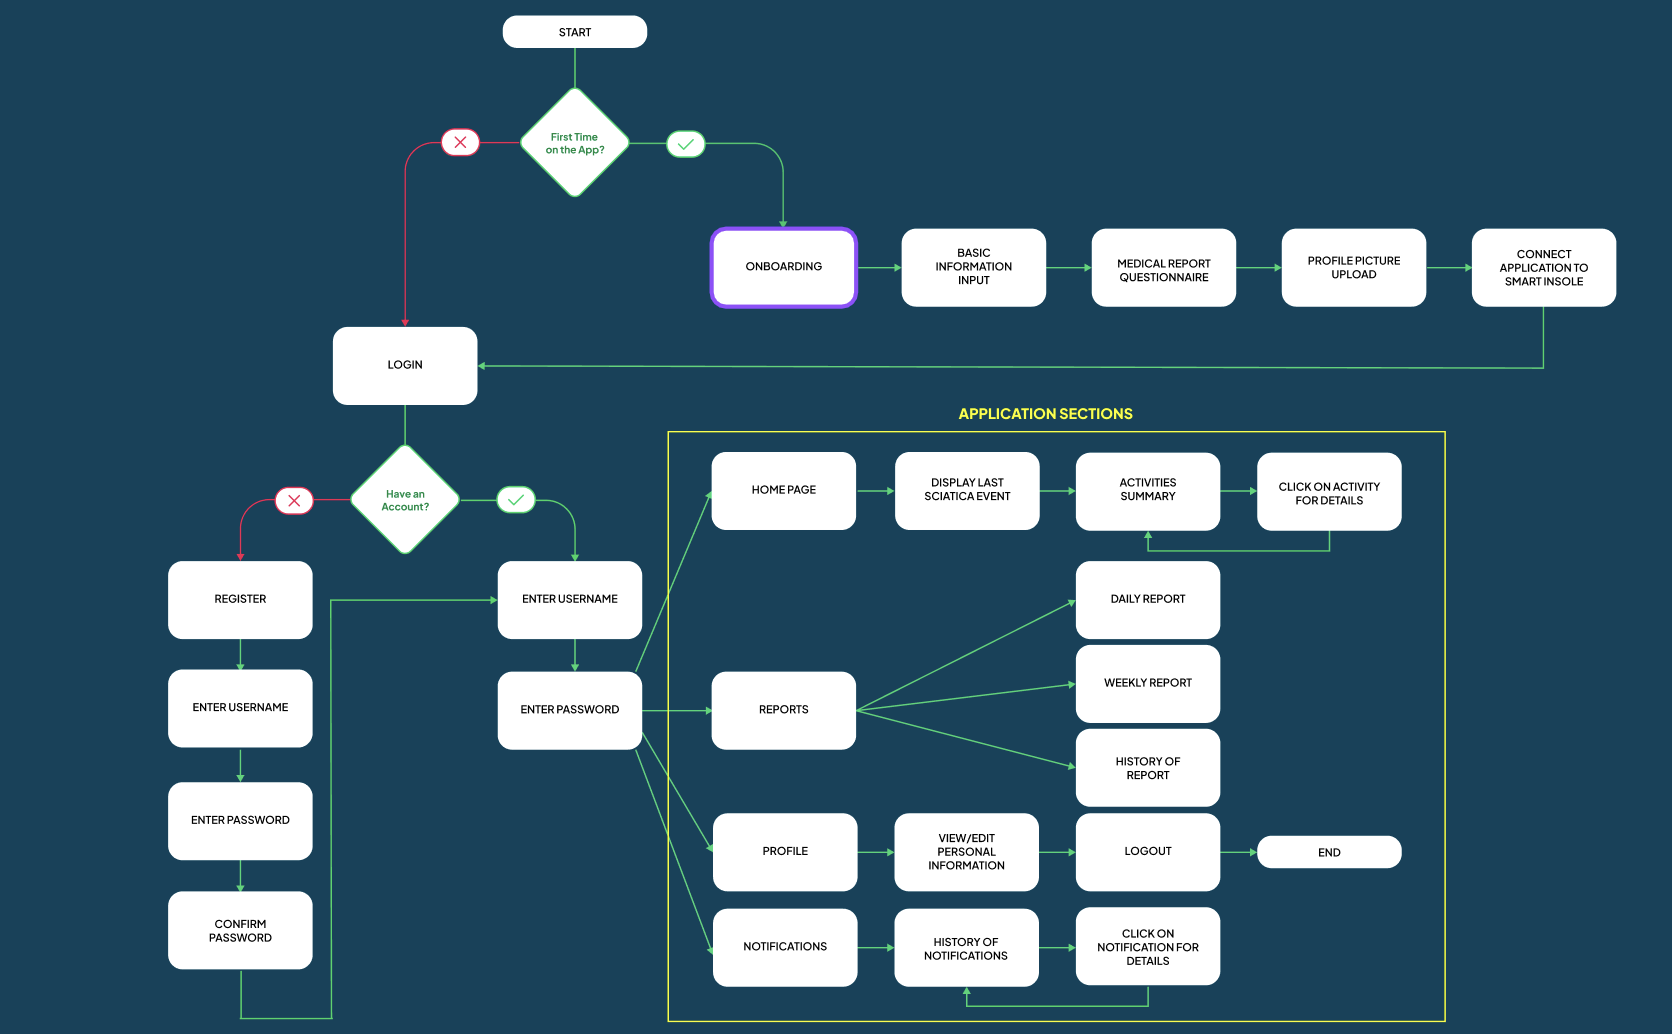 START
First Time
on the App?
ONBOARDING
BASIC
INFORMATION
INPUT
MEDICAL REPORT
QUESTIONNAIRE
PROFILE PICTURE
UPLOAD
CONNECT
APPLICATION TO
SMART INSOLE
LOGIN
Have an
Account?
REGISTER
ENTER USERNAME
ENTER PASSWORD
CONFIRM
PASSWORD
ENTER USERNAME
ENTER PASSWORD
APPLICATION SECTIONS
HOME PAGE
DISPLAY LAST
SCIATICA EVENT
ACTIVITIES
SUMMARY
CLICK ON ACTIVITY
FOR DETAILS
REPORTS
DAILY REPORT
WEEKLY REPORT
HISTORY OF
REPORT
PROFILE
VIEW/EDIT
PERSONAL
INFORMATION
LOGOUT
END
NOTIFICATIONS
HISTORY OF
NOTIFICATIONS
CLICK ON
NOTIFICATION FOR
DETAILS